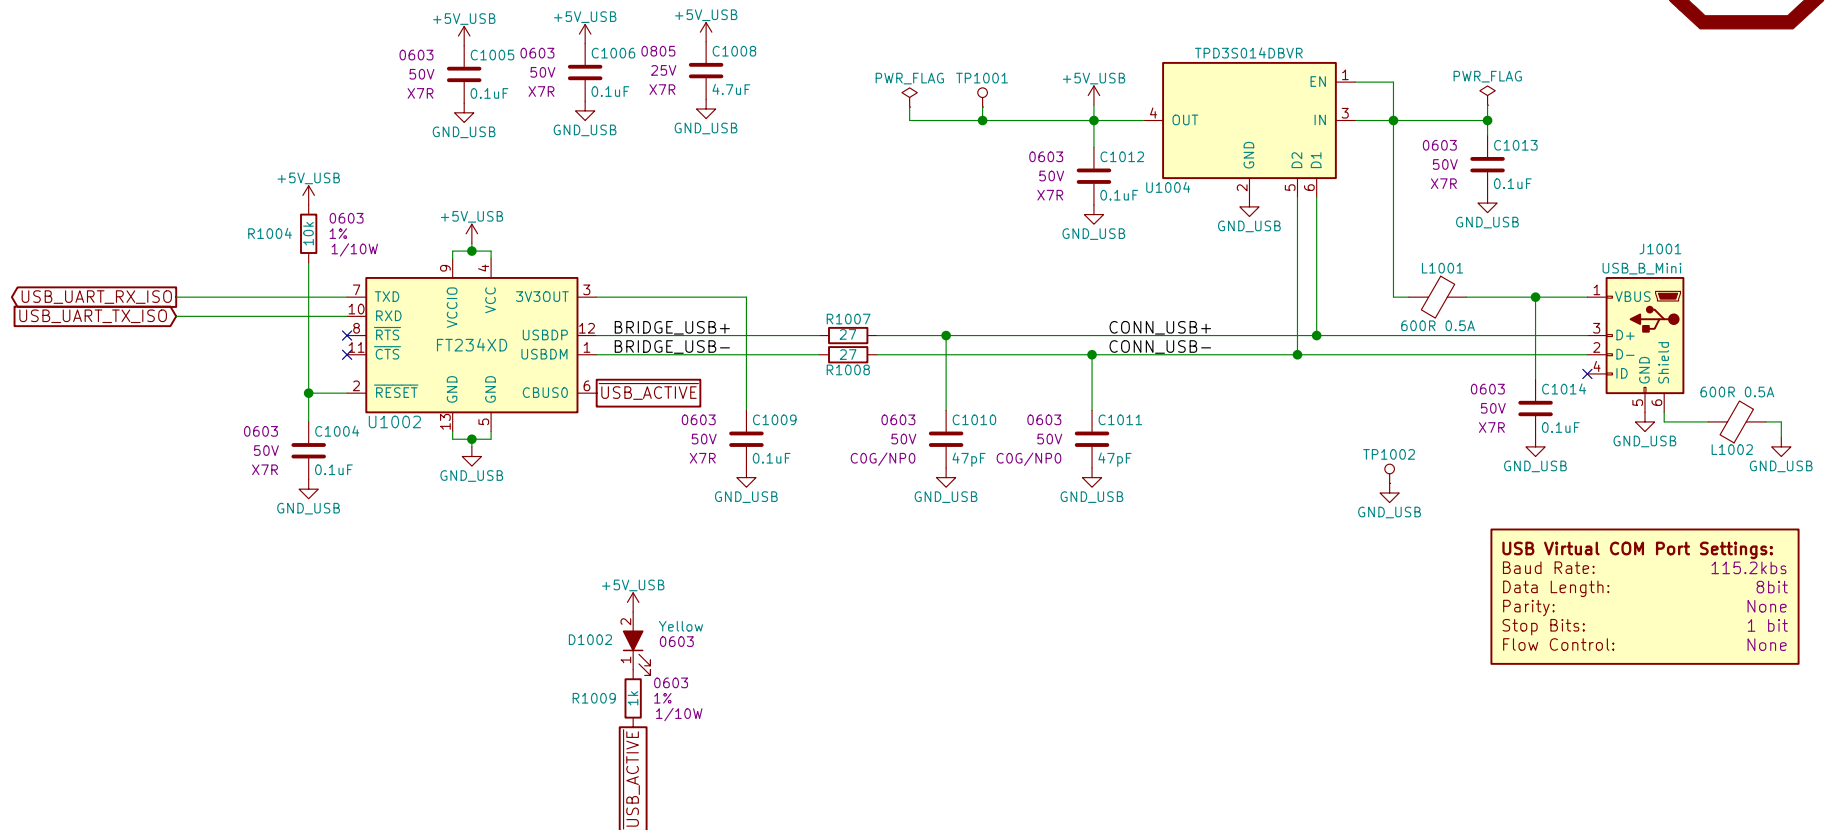 +5V_USB
0603
50V
X7R
C1005
0.1uF
GND_USB
+5V_USB
0603
50V
X7R
C1006
0.1uF
GND_USB
+5V_USB
0805
25V
X7R
C1008
4.7uF
GND_USB
PWR_FLAG
TP1001
+5V_USB
0603
50V
X7R
C1012
0.1uF
GND_USB
TPD3S014DBVR
EN
1
4
OUT
IN
3
GND
D2
D1
2
5
6
U1004
GND_USB
PWR_FLAG
0603
50V
X7R
C1013
0.1uF
GND_USB
+5V_USB
R1004
10k
0603
1%
1/10W
USB_UART_RX_ISO
USB_UART_TX_ISO
+5V_USB
9
4
7
TXD
VCCIO
VCC
3V3OUT
3
10
RXD
8
RTS
FT234XD
USBDP
12
11
CTS
USBDM
1
2
RESET
GND
GND
CBUS0
6
USB_ACTIVE
U1002
13
5
GND_USB
0603
50V
X7R
C1004
0.1uF
GND_USB
BRIDGE_USB+
BRIDGE_USB-
R1007
27
27
R1008
CONN_USB+
CONN_USB-
0603
50V
X7R
C1009
0.1uF
GND_USB
0603
50V
C0G/NP0
C1010
47pF
GND_USB
0603
50V
C0G/NP0
C1011
47pF
GND_USB
L1001
600R 0.5A
J1001
USB_B_Mini
1
VBUS
3
D+
2
D-
4
ID
GND
Shield
5
6
GND_USB
0603
50V
X7R
C1014
0.1uF
GND_USB
600R 0.5A
L1002
GND_USB
TP1002
GND_USB
USB Virtual COM Port Settings:
Baud Rate: 115.2kbs
Data Length: 8bit
Parity: None
Stop Bits: 1 bit
Flow Control: None
+5V_USB
2
D1002
Yellow
0603
1
R1009
1k
0603
1%
1/10W
USB_ACTIVE